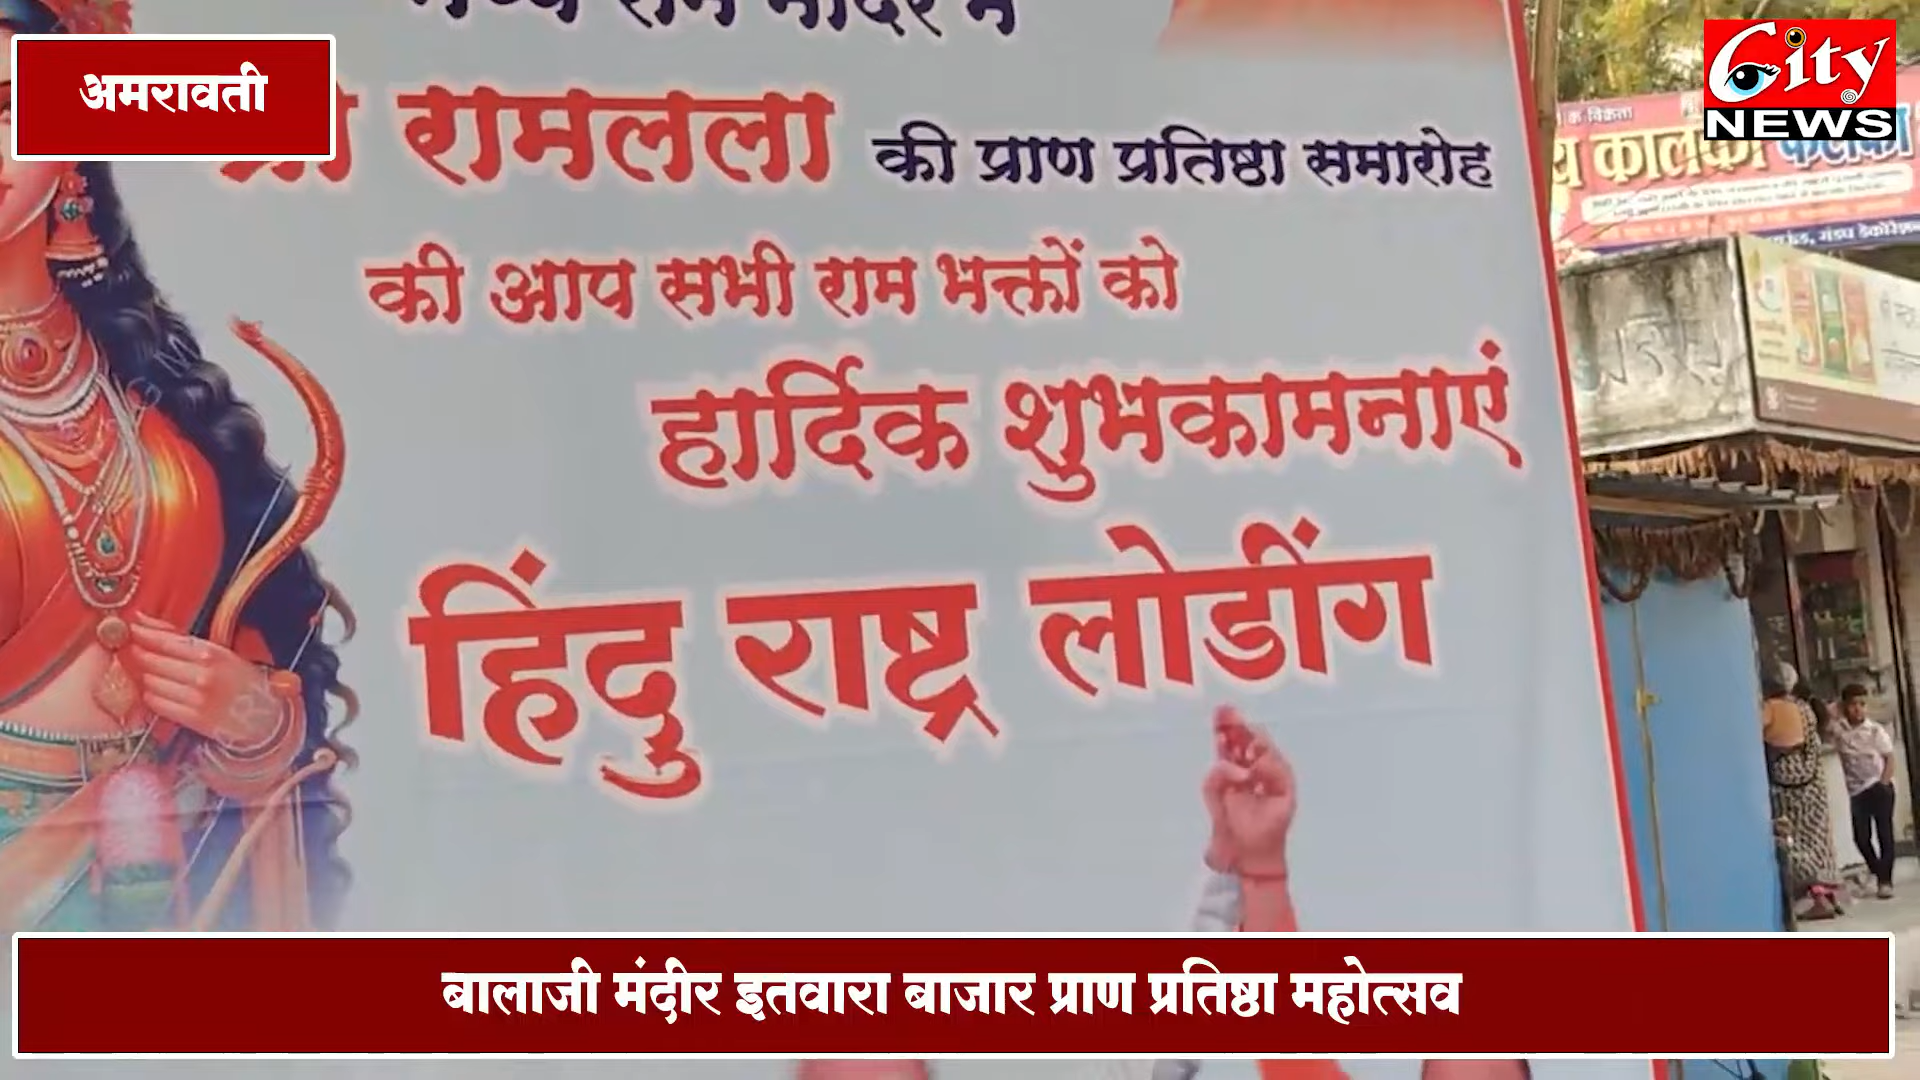 राम मंदिर में
अमरावती
City
NEWS
श्री रामलला की प्राण प्रतिष्ठा समारोह
की आप सभी राम भक्तों को
हार्दिक शुभकामनाएं
हिंदु राष्ट्र लोडींग
बालाजी मंदीर इतवारा बाजार प्राण प्रतिष्ठा महोत्सव